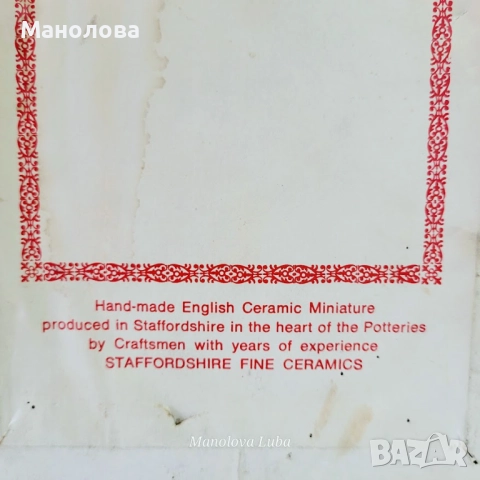 Манолова
Hand-made English Ceramic Miniature
produced in Staffordshire in the heart of the Potteries
by Craftsmen with years of experience
STAFFORDSHIRE FINE CERAMICS
Manolova Luba
BAZAR